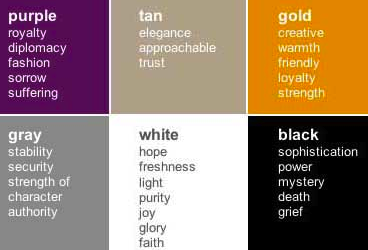 purple
royalty
diplomacy
fashion
sorrow
suffering
tan
elegance
approachable
trust
gold
creative
warmth
friendly
loyalty
strength
gray
stability
security
strength of
character
authority
white
hope
freshness
light
purity
joy
glory
faith
black
sophistication
power
mystery
death
grief